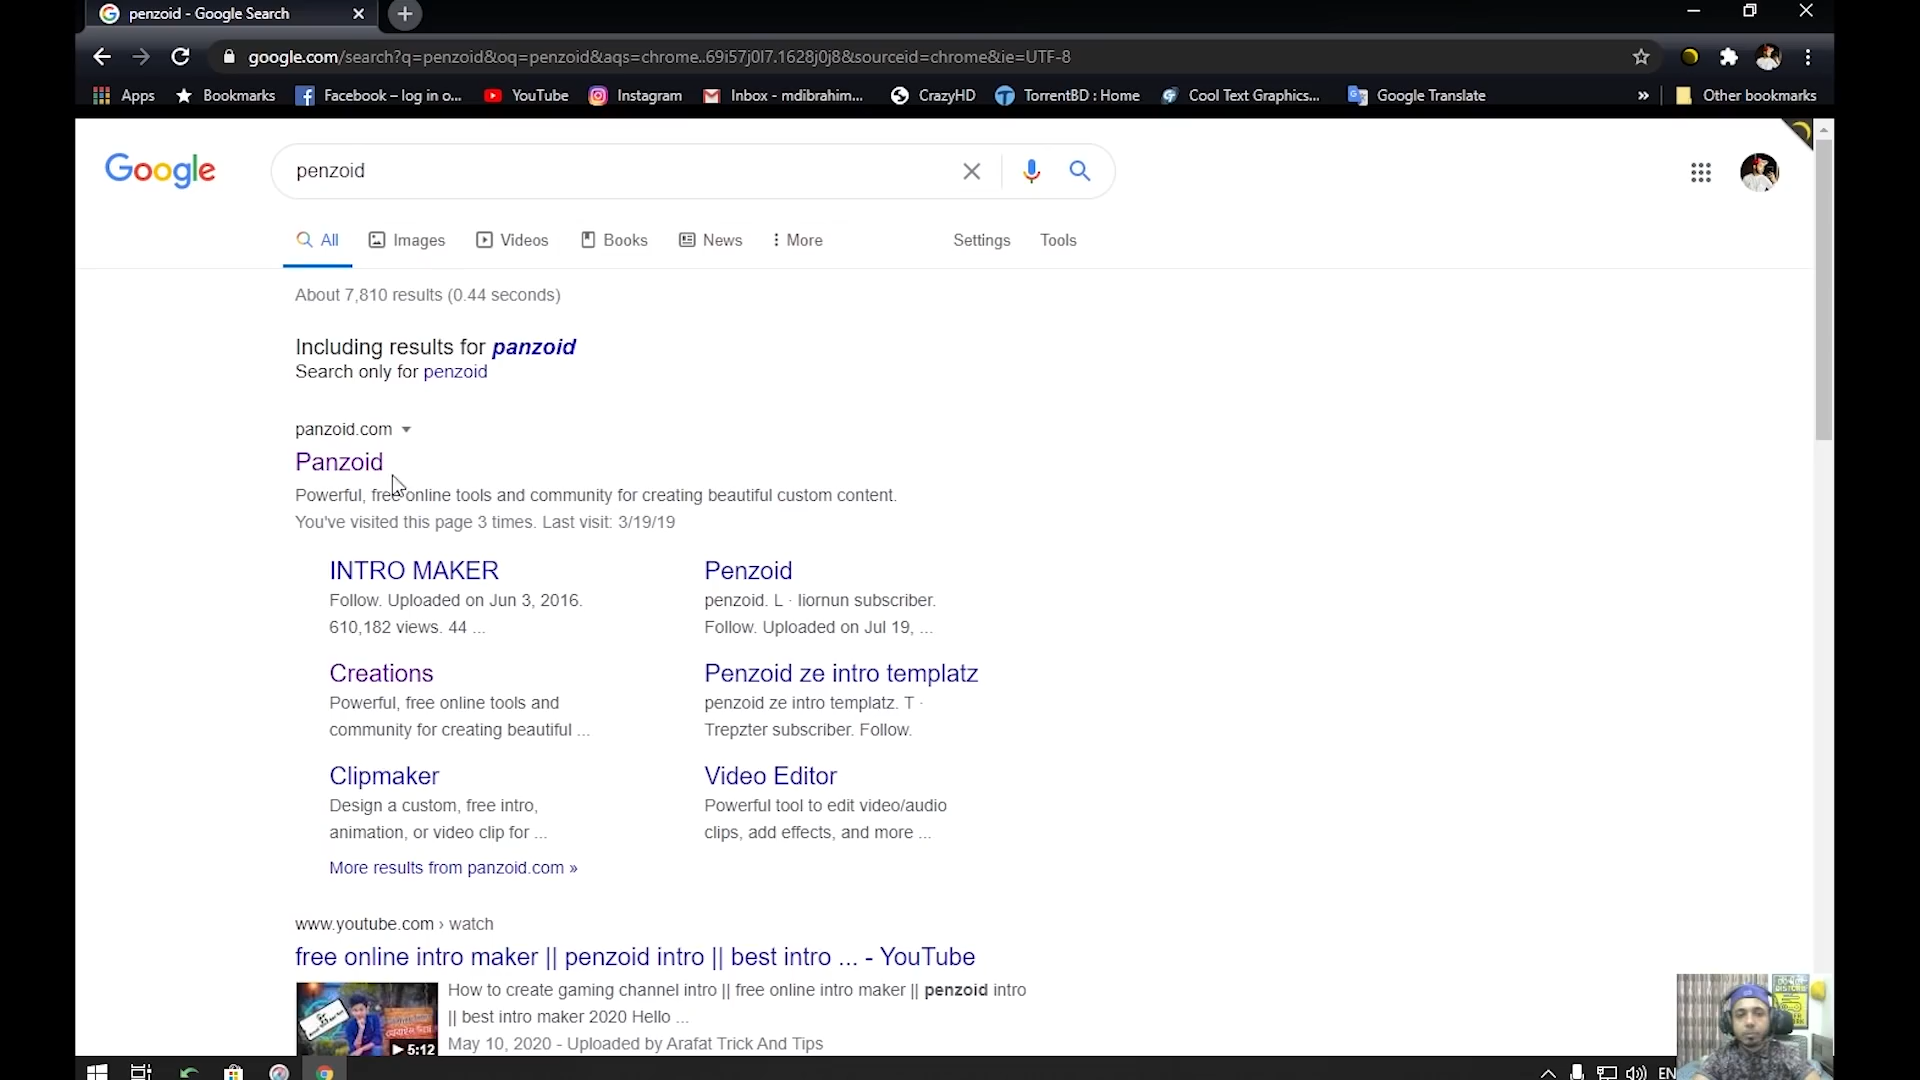 penzoid - Google Search
google.com/search?q=penzoid&oq=penzoid&aqs=chrome..69i57j0l7.1628j0j8&sourceid=chrome&ie=UTF-8
Apps Bookmarks Facebook – log in o... YouTube Instagram Inbox - mdibrahim... CrazyHD TorrentBD : Home Cool Text Graphics... Google Translate » Other bookmarks
Google penzoid
All Images Videos Books News More Settings Tools
About 7,810 results (0.44 seconds)
Including results for panzoid
Search only for penzoid
panzoid.com
Panzoid
Powerful, free online tools and community for creating beautiful custom content.
You've visited this page 3 times. Last visit: 3/19/19
INTRO MAKER
Follow. Uploaded on Jun 3, 2016.
610,182 views. 44 ...
Penzoid
penzoid. L · liornun subscriber.
Follow. Uploaded on Jul 19, ...
Creations
Powerful, free online tools and
community for creating beautiful ...
Penzoid ze intro templatz
penzoid ze intro templatz. T ·
Trepzter subscriber. Follow.
Clipmaker
Design a custom, free intro,
animation, or video clip for ...
Video Editor
Powerful tool to edit video/audio
clips, add effects, and more ...
More results from panzoid.com »
www.youtube.com › watch
free online intro maker || penzoid intro || best intro ... - YouTube
How to create gaming channel intro || free online intro maker || penzoid intro
|| best intro maker 2020 Hello ...
May 10, 2020 - Uploaded by Arafat Trick And Tips
5:12
EN